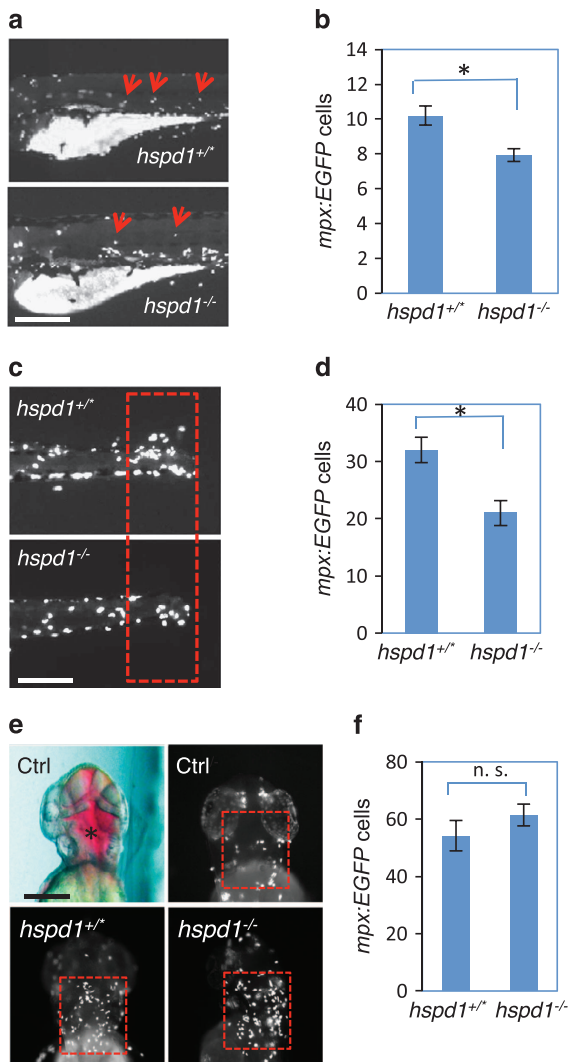 a
hspd1+/*
hspd1-/-
b
14
12
10
8
6
4
2
0
mpx:EGFP cells
*
hspd1+/* hspd1-/-
c
hspd1+/*
hspd1-/-
d
40
30
20
10
0
mpx:EGFP cells
*
hspd1+/* hspd1-/-
e
Ctrl
*
Ctrl
hspd1+/*
hspd1-/-
f
80
60
40
20
0
mpx:EGFP cells
n. s.
hspd1+/* hspd1-/-